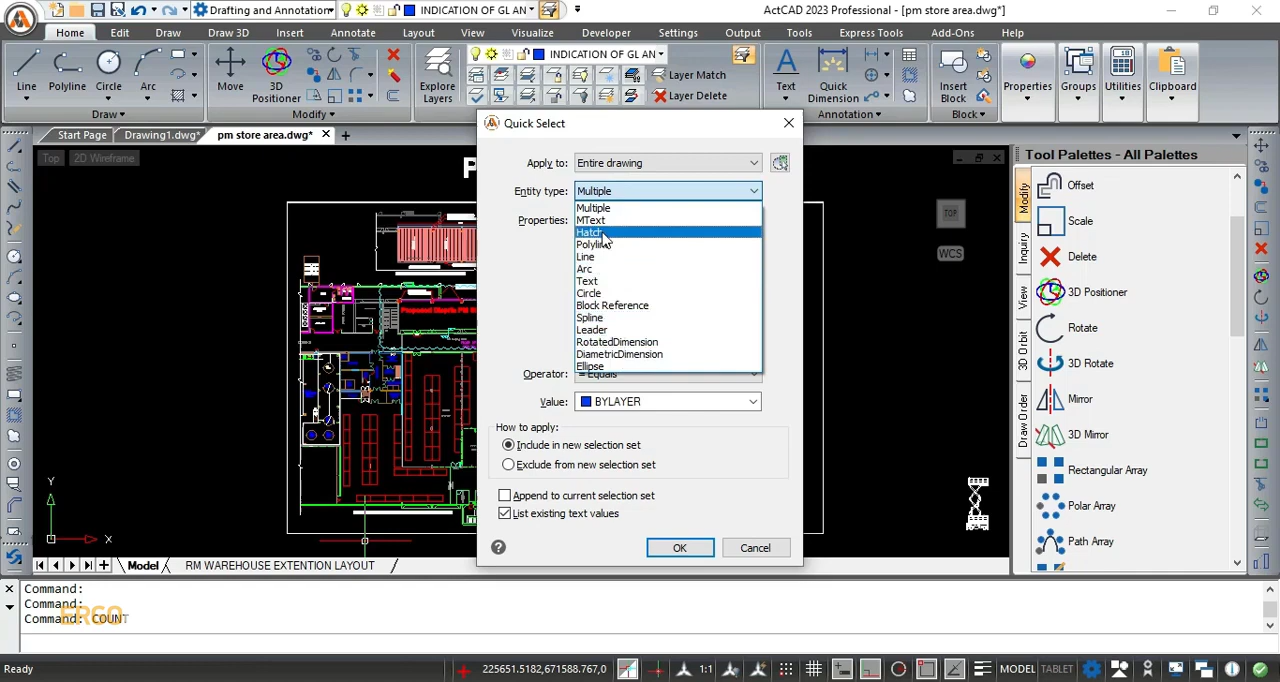 Drafting and Annotation
INDICATION OF GL AN
ActCAD 2023 Professional - [pm store area.dwg*]
Home
Edit
Draw
Draw 3D
Insert
Annotate
Layout
View
Visualize
Developer
Settings
Output
Tools
Express Tools
Add-Ons
Help
Line
Polyline
Circle
Arc
Move
3D
Positioner
Explore
Layers
INDICATION OF GL AN
Layer Match
Layer Delete
Text
Quick
Dimension
Insert
Block
Properties
Groups
Utilities
Clipboard
Draw
Modify
Annotation
Block
Start Page
Drawing1.dwg*
pm store area.dwg*
Top
2D Wireframe
Quick Select
Apply to:
Entire drawing
Entity type:
Multiple
Properties:
Multiple
MText
Hatch
Polyline
Line
Arc
Text
Circle
Block Reference
Spline
Leader
RotatedDimension
DiametricDimension
Ellipse
Operator:
= Equals
Value:
BYLAYER
How to apply:
Include in new selection set
Exclude from new selection set
Append to current selection set
List existing text values
OK
Cancel
TOP
WCS
Y
X
Tool Palettes - All Palettes
Modify
Inquiry
View
3D Orbit
Draw Order
Offset
Scale
Delete
3D Positioner
Rotate
3D Rotate
Mirror
3D Mirror
Rectangular Array
Polar Array
Path Array
Model
RM WAREHOUSE EXTENTION LAYOUT
Command:
Command:
Command: COUNT
ERGO
Ready
225651.5182,671588.767,0
1:1
MODEL
TABLET